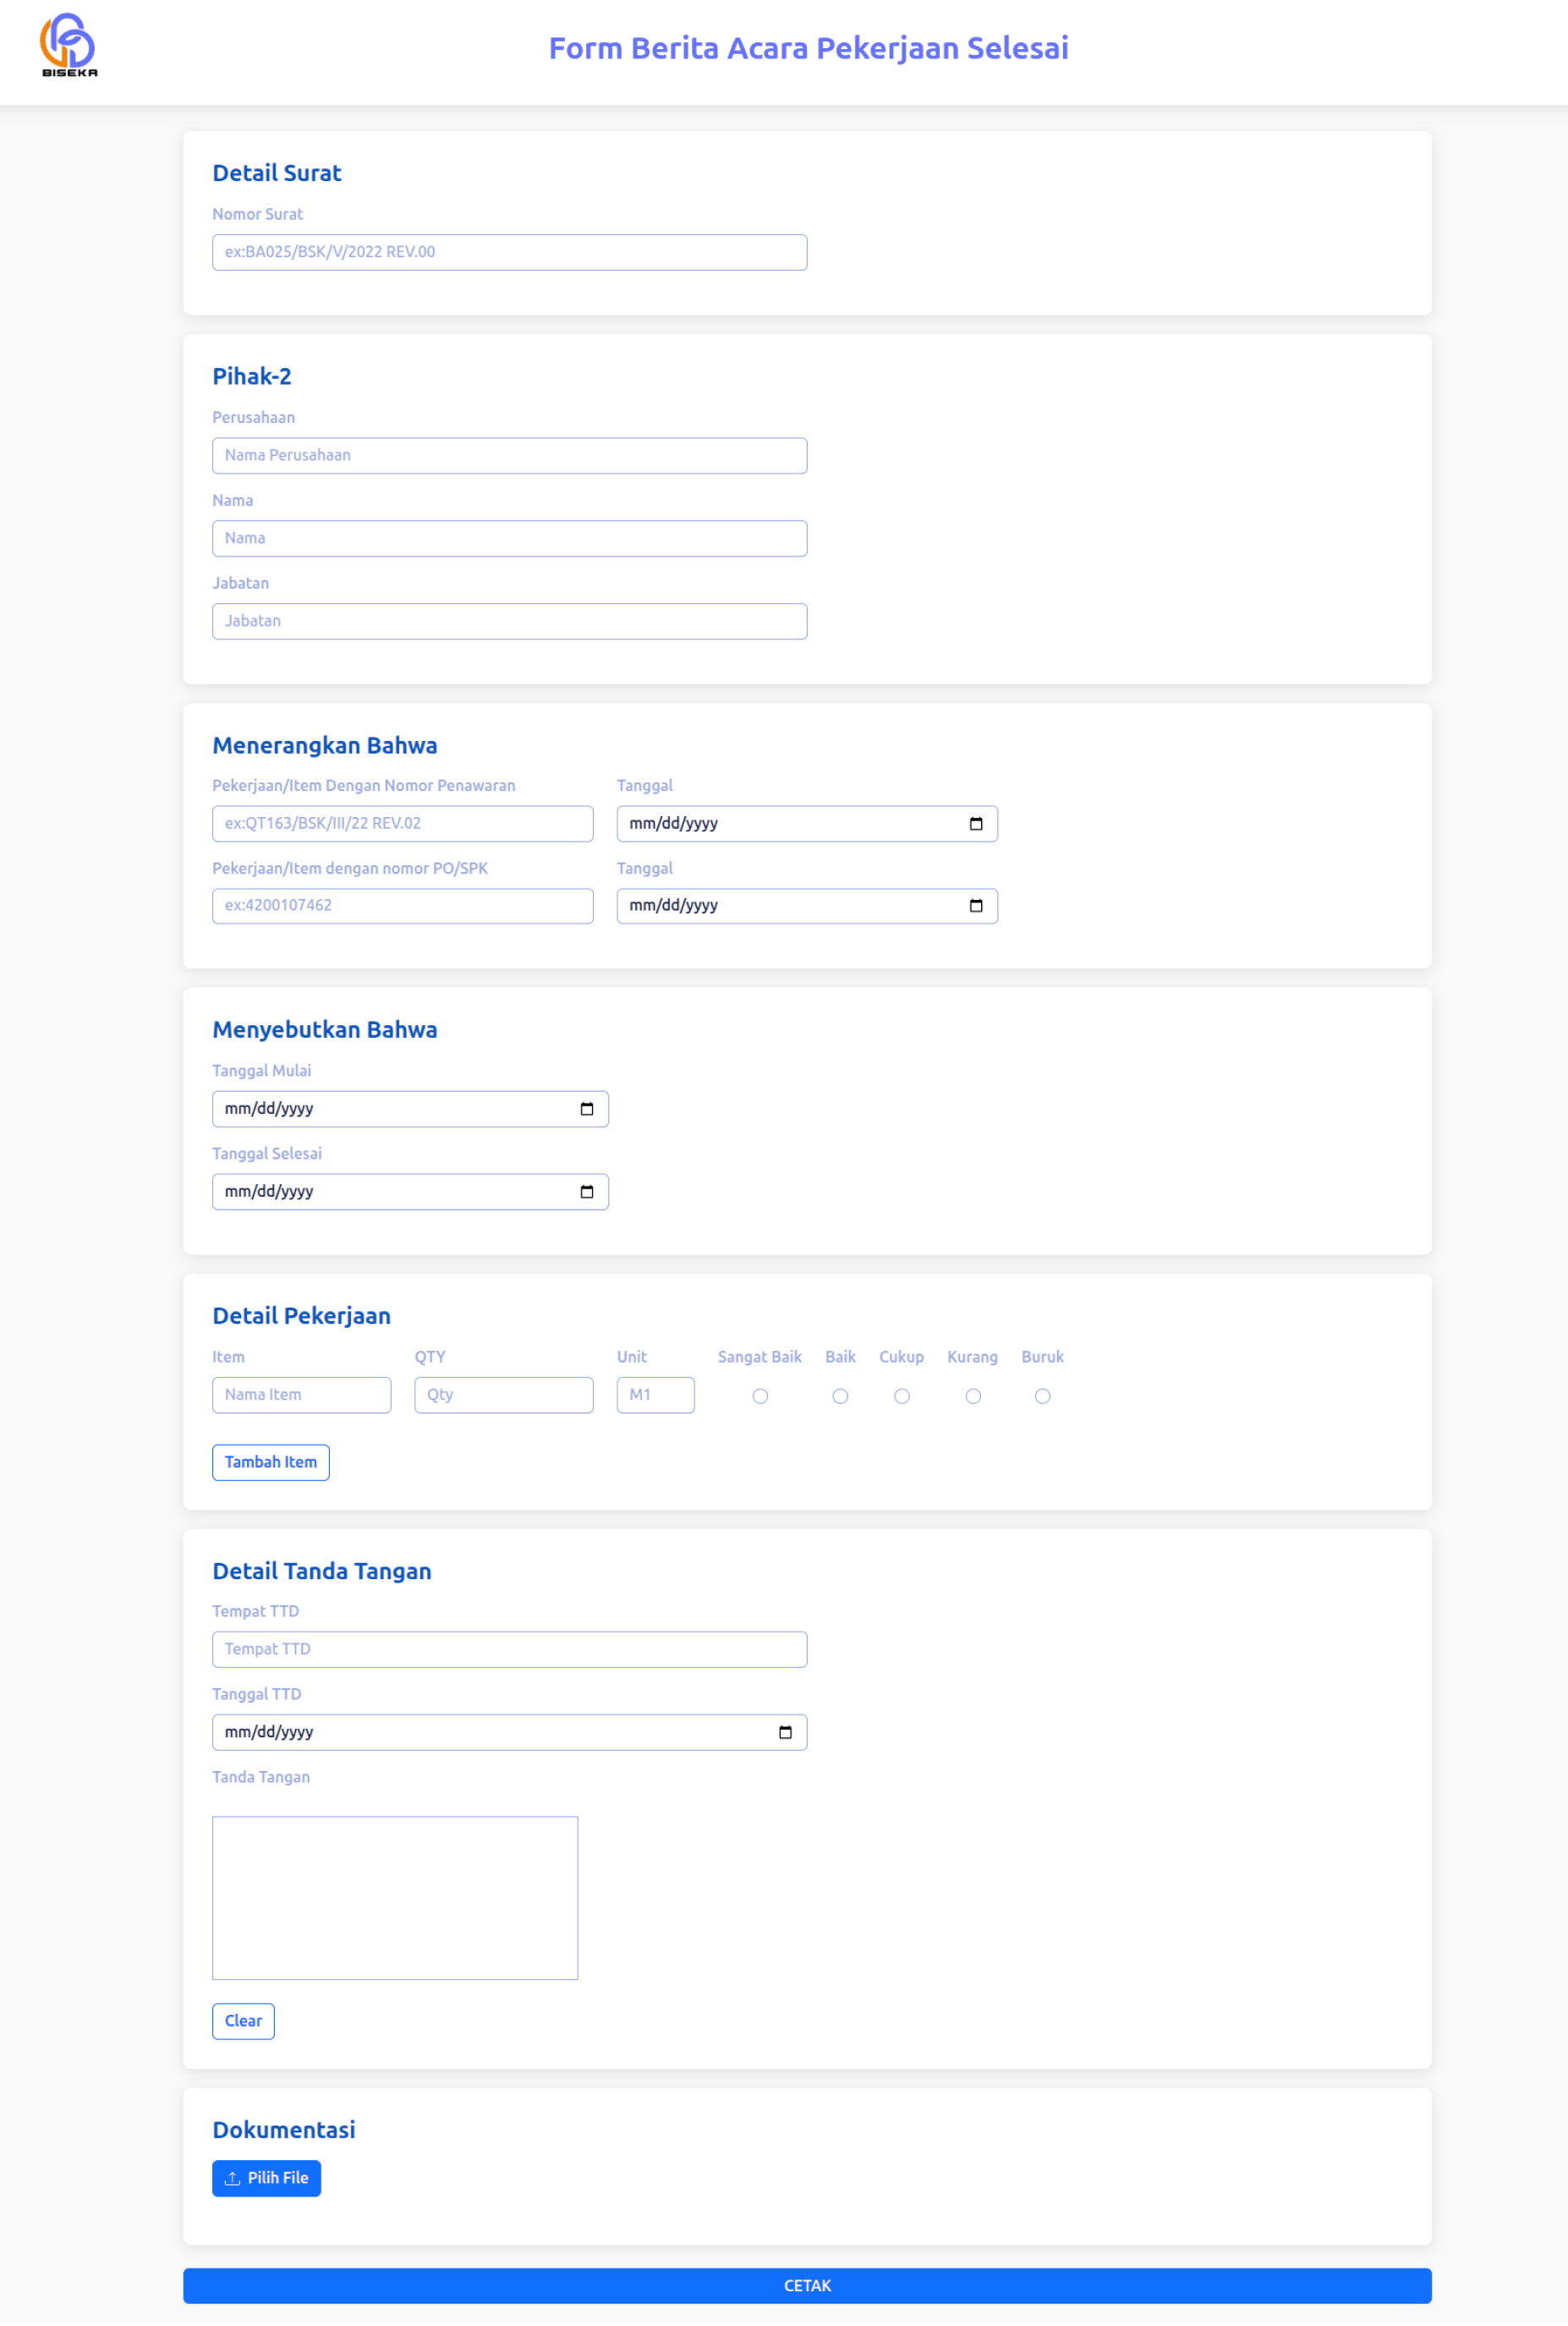 BISEKA
Form Berita Acara Pekerjaan Selesai
Detail Surat
Nomor Surat
ex:BA025/BSK/V/2022 REV.00
Pihak-2
Perusahaan
Nama Perusahaan
Nama
Nama
Jabatan
Jabatan
Menerangkan Bahwa
Pekerjaan/Item Dengan Nomor Penawaran Tanggal
ex:QT163/BSK/III/22 REV.02 mm/dd/yyyy
Pekerjaan/Item dengan nomor PO/SPK Tanggal
ex:4200107462 mm/dd/yyyy
Menyebutkan Bahwa
Tanggal Mulai
mm/dd/yyyy
Tanggal Selesai
mm/dd/yyyy
Detail Pekerjaan
Item QTY Unit Sangat Baik Baik Cukup Kurang Buruk
Nama Item Qty M1
Tambah Item
Detail Tanda Tangan
Tempat TTD
Tempat TTD
Tanggal TTD
mm/dd/yyyy
Tanda Tangan
Clear
Dokumentasi
Pilih File
CETAK